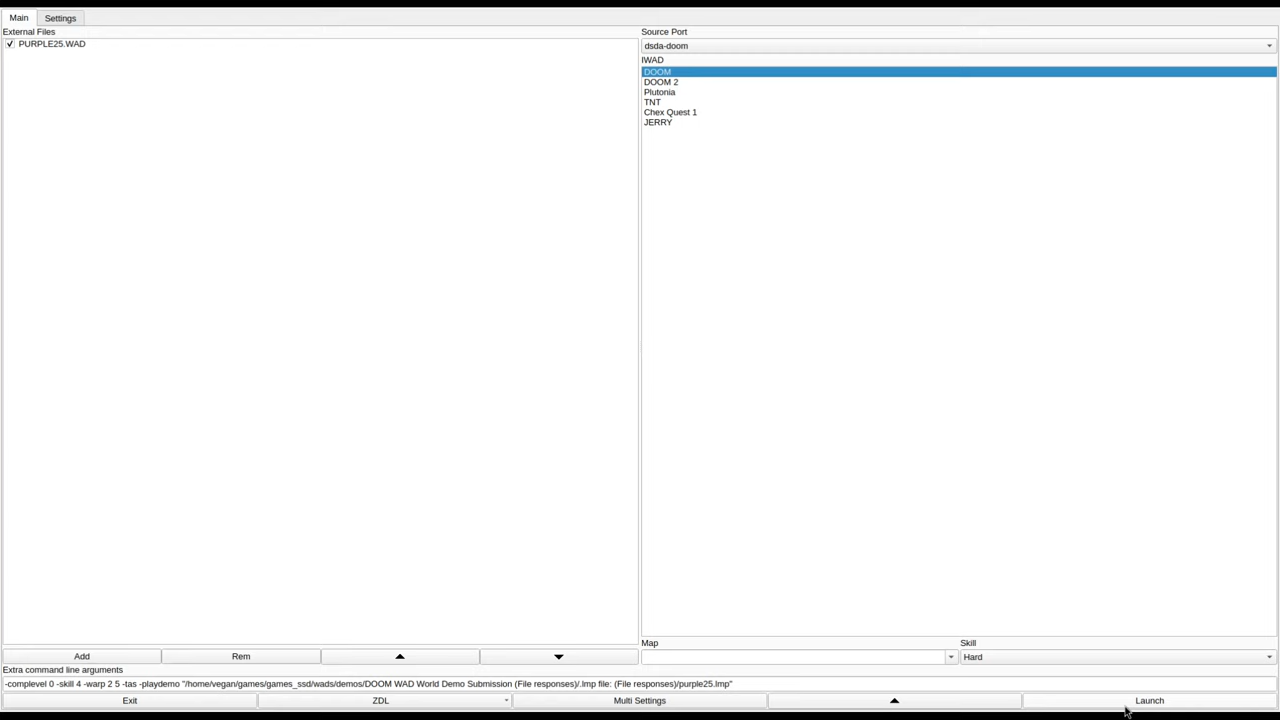 Main Settings
External Files
PURPLE25.WAD
Source Port
dsda-doom
IWAD
DOOM
DOOM 2
Plutonia
TNT
Chex Quest 1
JERRY
Map Skill
Hard
Add Rem
Extra command line arguments
-complevel 0 -skill 4 -warp 2 5 -tas -playdemo "/home/vegan/games/games_ssd/wads/demos/DOOM WAD World Demo Submission (File responses)/.lmp file: (File responses)/purple25.lmp"
Exit ZDL Multi Settings Launch